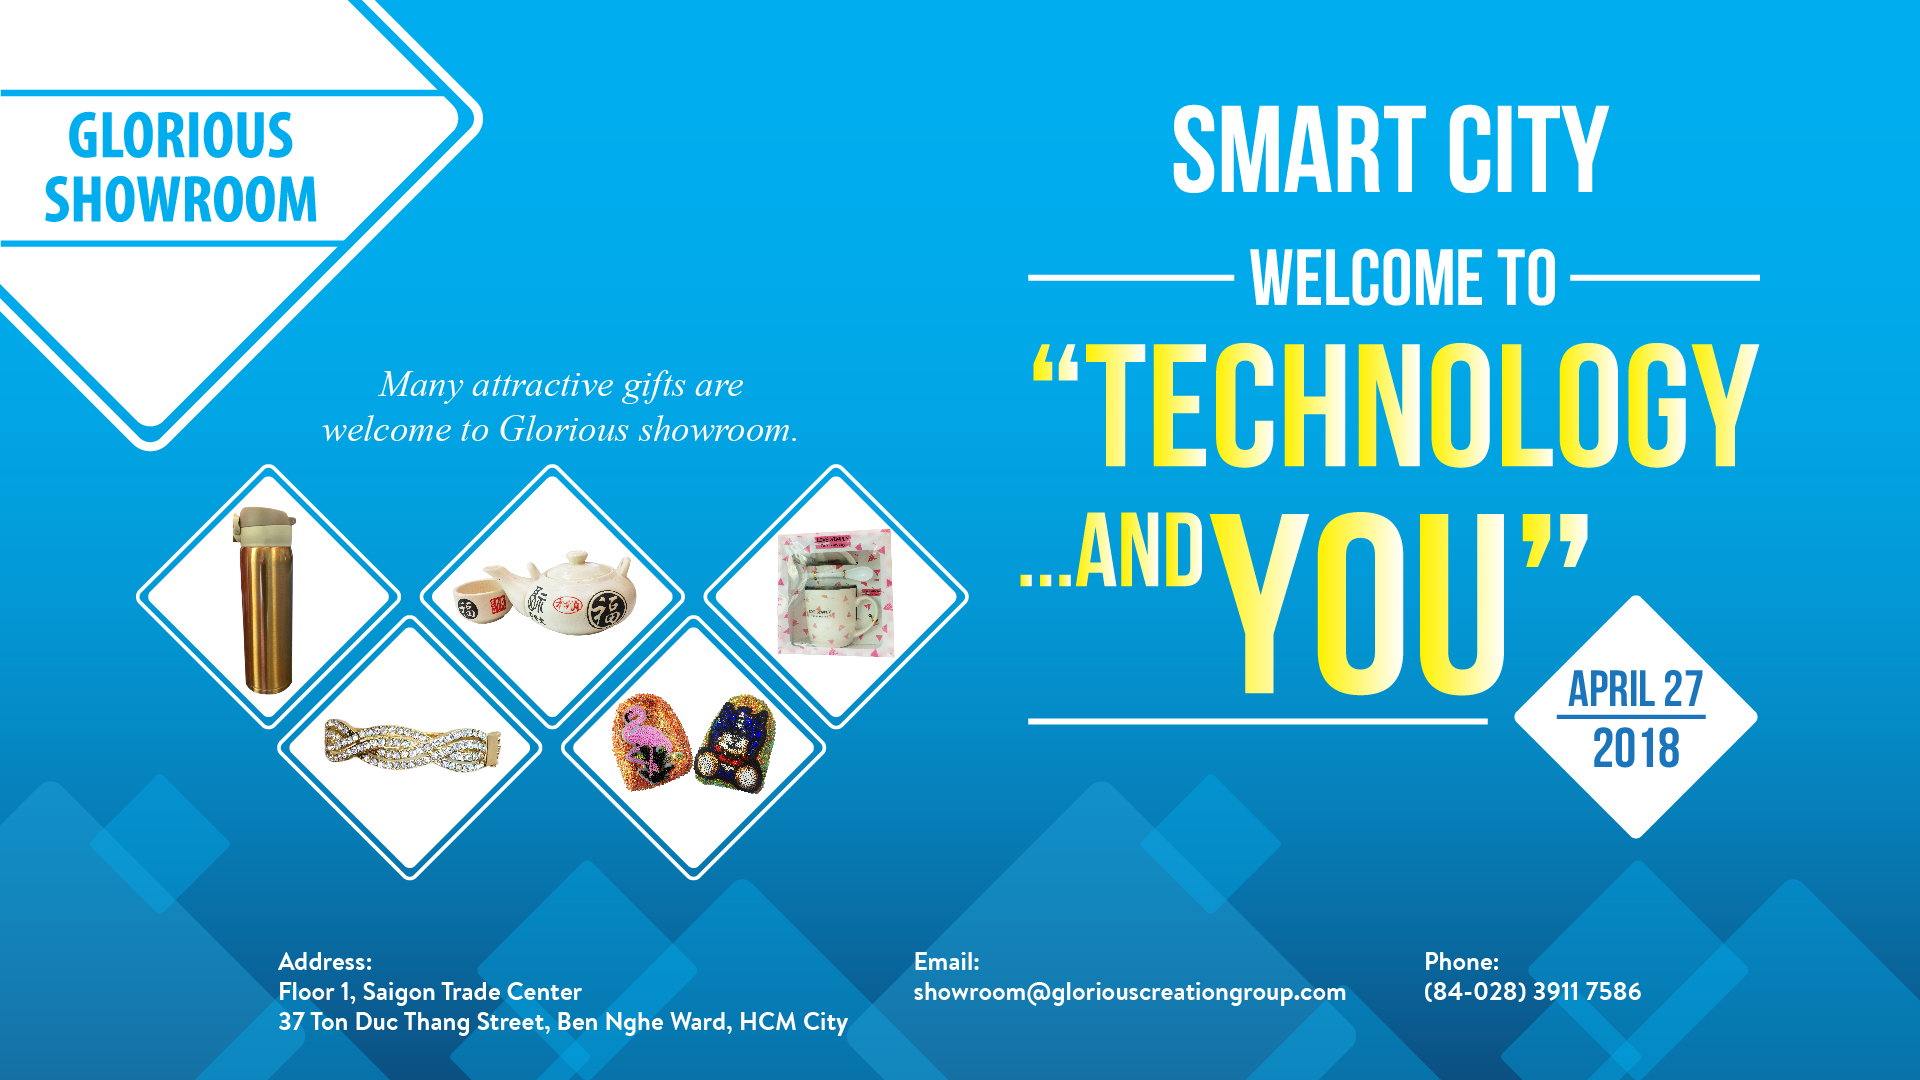 GLORIOUS
SHOWROOM
Many attractive gifts are
welcome to Glorious showroom.
SMART CITY
WELCOME TO
“TECHNOLOGY
...AND YOU”
APRIL 27
2018
福
福
Address:
Floor 1, Saigon Trade Center
37 Ton Duc Thang Street, Ben Nghe Ward, HCM City
Email:
showroom@gloriouscreationgroup.com
Phone:
(84-028) 3911 7586